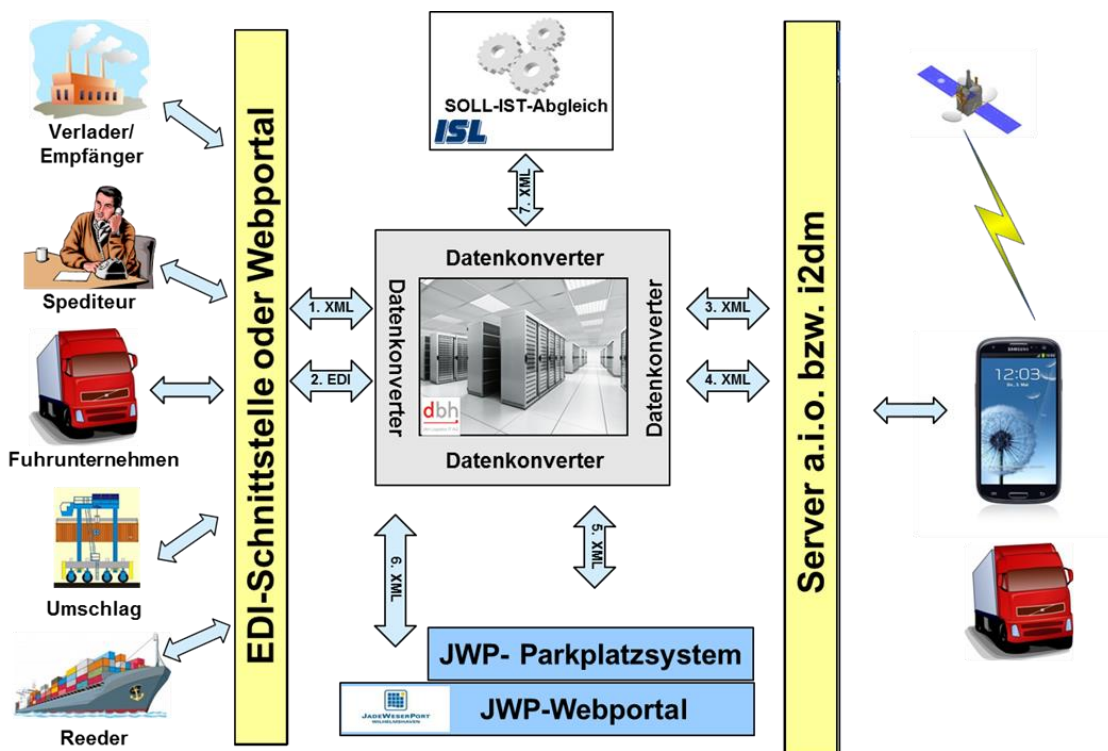 Verlader/
Empfänger
Spediteur
Fuhrunternehmen
Umschlag
Reeder
EDI-Schnittstelle oder Webportal
SOLL-IST-Abgleich
ISL
7. XML
1. XML
2. EDI
Datenkonverter
Datenkonverter
Datenkonverter
Datenkonverter
dbh
3. XML
4. XML
5. XML
6. XML
JWP- Parkplatzsystem
JADEWESERPORT
WILHELMSHAVEN
JWP-Webportal
Server a.i.o. bzw. i2dm
SAMSUNG
12:03